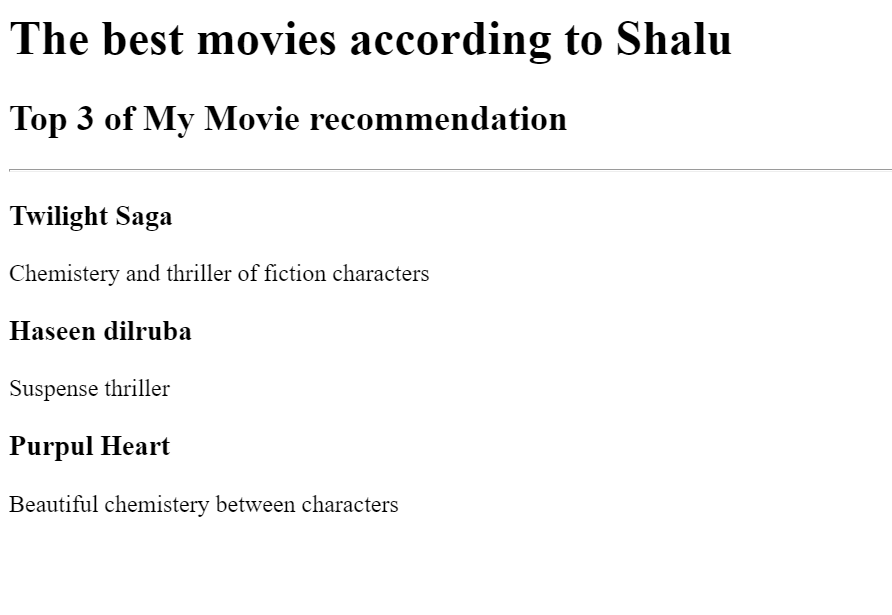 The best movies according to Shalu
Top 3 of My Movie recommendation
Twilight Saga
Chemistery and thriller of fiction characters
Haseen dilruba
Suspense thriller
Purpul Heart
Beautiful chemistery between characters